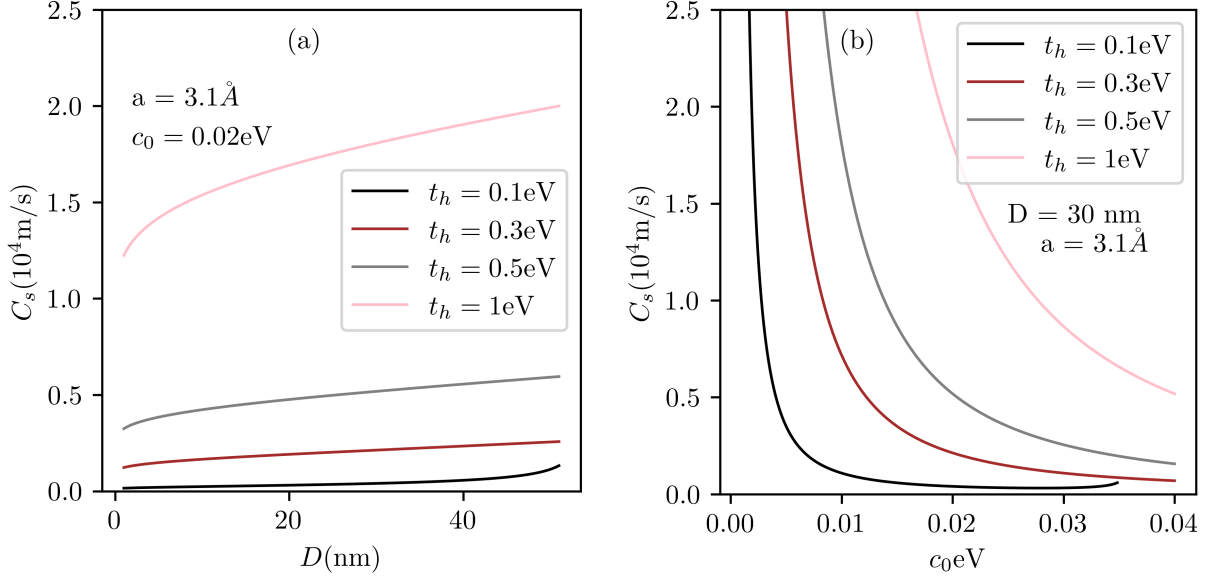 2.5
2.0
1.5
1.0
0.5
0.0
C_s(10^4m/s)
(a)
a = 3.1Å
c_0 = 0.02eV
t_h = 0.1eV
t_h = 0.3eV
t_h = 0.5eV
t_h = 1eV
0
20
40
D(nm)
2.5
2.0
1.5
1.0
0.5
0.0
C_s(10^4m/s)
(b)
t_h = 0.1eV
t_h = 0.3eV
t_h = 0.5eV
t_h = 1eV
D = 30 nm
a = 3.1Å
0.00
0.01
0.02
0.03
0.04
c_0eV